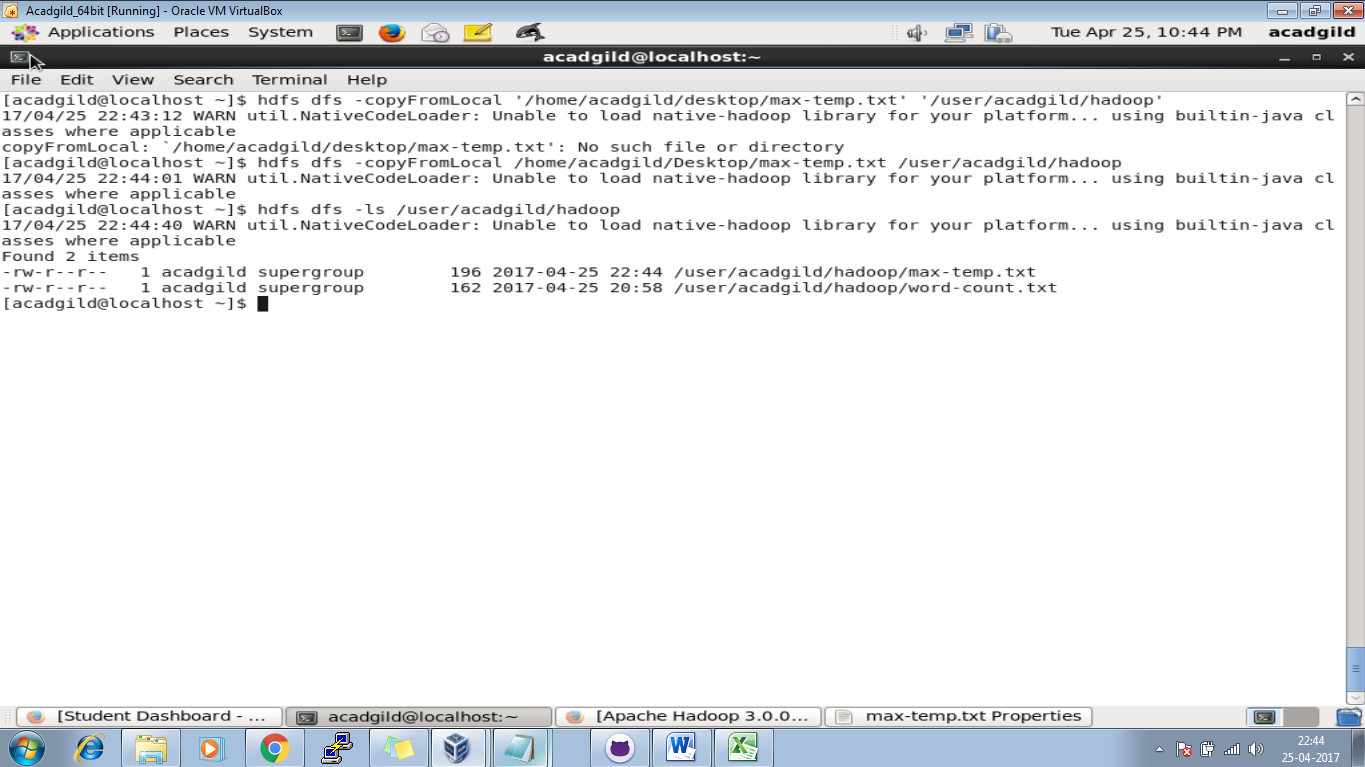 Acadgild_64bit [Running] - Oracle VM VirtualBox
Applications Places System Tue Apr 25, 10:44 PM acadgild
acadgild@localhost:~
File Edit View Search Terminal Help
[acadgild@localhost ~]$ hdfs dfs -copyFromLocal '/home/acadgild/desktop/max-temp.txt' '/user/acadgild/hadoop'
17/04/25 22:43:12 WARN util.NativeCodeLoader: Unable to load native-hadoop library for your platform... using builtin-java cl
asses where applicable
copyFromLocal: `/home/acadgild/desktop/max-temp.txt': No such file or directory
[acadgild@localhost ~]$ hdfs dfs -copyFromLocal /home/acadgild/Desktop/max-temp.txt /user/acadgild/hadoop
17/04/25 22:44:01 WARN util.NativeCodeLoader: Unable to load native-hadoop library for your platform... using builtin-java cl
asses where applicable
[acadgild@localhost ~]$ hdfs dfs -ls /user/acadgild/hadoop
17/04/25 22:44:40 WARN util.NativeCodeLoader: Unable to load native-hadoop library for your platform... using builtin-java cl
asses where applicable
Found 2 items
-rw-r--r--   1 acadgild supergroup        196 2017-04-25 22:44 /user/acadgild/hadoop/max-temp.txt
-rw-r--r--   1 acadgild supergroup        162 2017-04-25 20:58 /user/acadgild/hadoop/word-count.txt
[acadgild@localhost ~]$
[Student Dashboard - ... acadgild@localhost:~ [Apache Hadoop 3.0.0... max-temp.txt Properties
22:44
25-04-2017